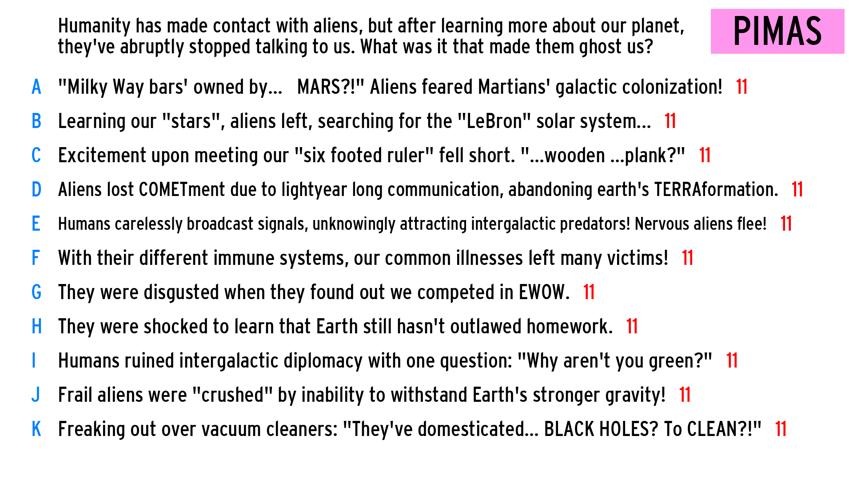 Humanity has made contact with aliens, but after learning more about our planet,
they've abruptly stopped talking to us. What was it that made them ghost us?
PIMAS
A "Milky Way bars' owned by... MARS?!" Aliens feared Martians' galactic colonization! 11
B Learning our "stars", aliens left, searching for the "LeBron" solar system... 11
C Excitement upon meeting our "six footed ruler" fell short. "...wooden ...plank?" 11
D Aliens lost COMETment due to lightyear long communication, abandoning earth's TERRAformation. 11
E Humans carelessly broadcast signals, unknowingly attracting intergalactic predators! Nervous aliens flee! 11
F With their different immune systems, our common illnesses left many victims! 11
G They were disgusted when they found out we competed in EWOW. 11
H They were shocked to learn that Earth still hasn't outlawed homework. 11
I Humans ruined intergalactic diplomacy with one question: "Why aren't you green?" 11
J Frail aliens were "crushed" by inability to withstand Earth's stronger gravity! 11
K Freaking out over vacuum cleaners: "They've domesticated... BLACK HOLES? To CLEAN?!" 11